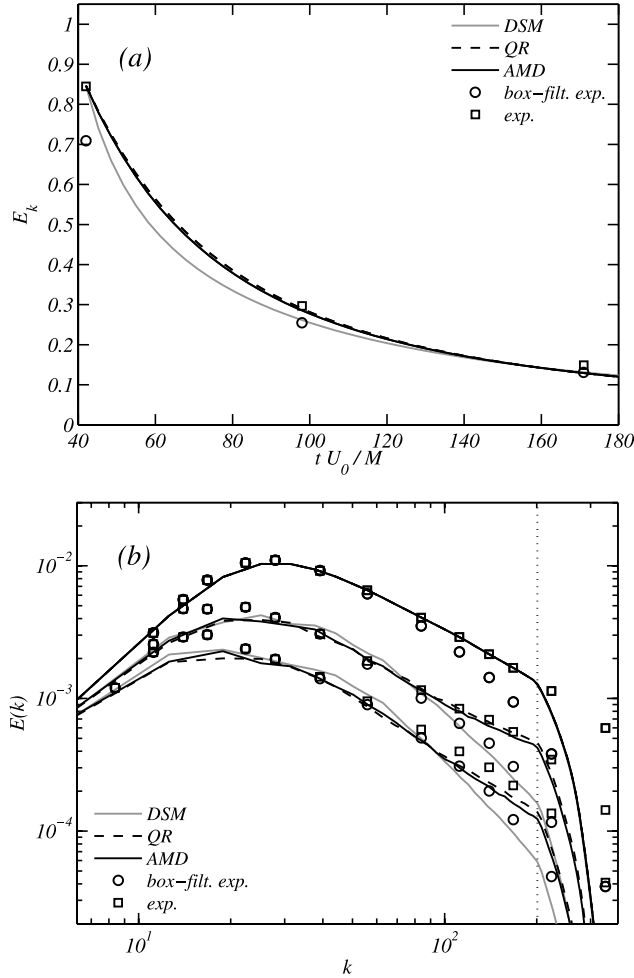 1
0.9
0.8
0.7
0.6
0.5
0.4
0.3
0.2
0.1
0
E_k
(a)
DSM
QR
AMD
box−filt. exp.
exp.
40 60 80 100 120 140 160 180
t U_0 / M
10^-2
10^-3
10^-4
E(k)
(b)
DSM
QR
AMD
box−filt. exp.
exp.
10^1 10^2
k